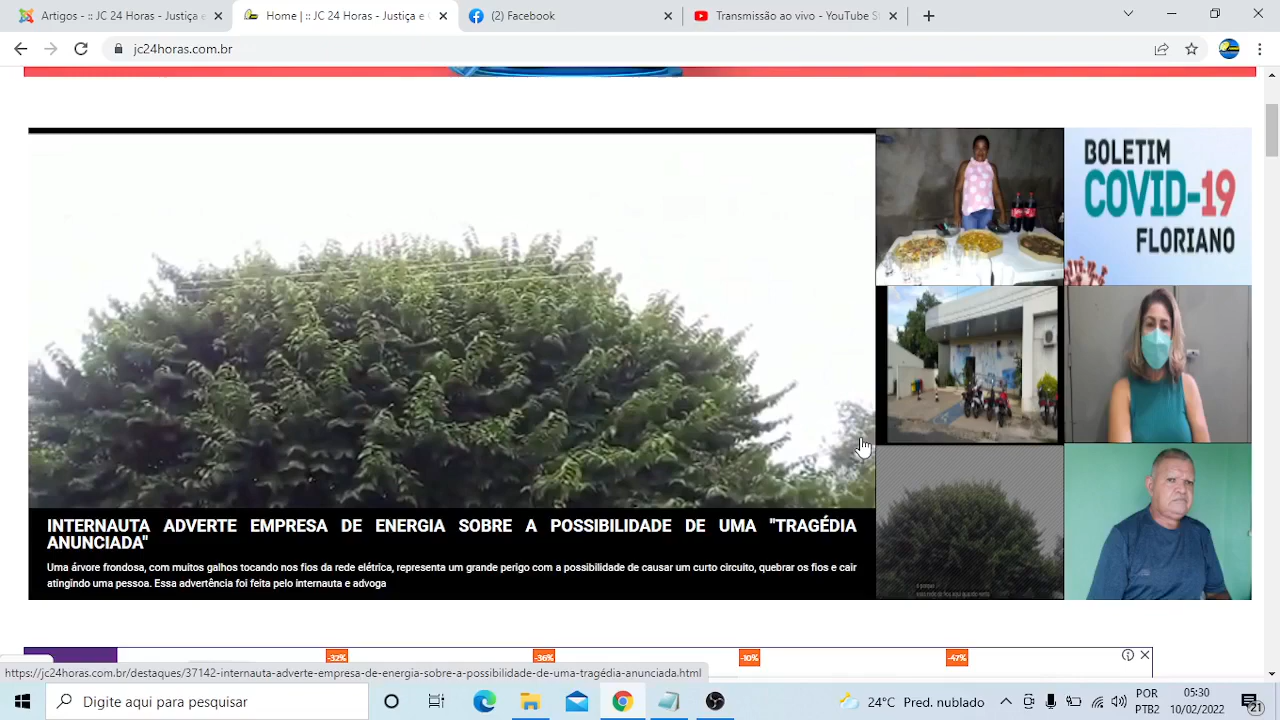 Artigos - :: JC 24 Horas - Justiça e
Home | :: JC 24 Horas - Justiça e C
(2) Facebook
Transmissão ao vivo - YouTube S
jc24horas.com.br
BOLETIM
COVID-19
FLORIANO
INTERNAUTA ADVERTE EMPRESA DE ENERGIA SOBRE A POSSIBILIDADE DE UMA "TRAGÉDIA
ANUNCIADA"
Uma árvore frondosa, com muitos galhos tocando nos fios da rede elétrica, representa um grande perigo com a possibilidade de causar um curto circuito, quebrar os fios e cair
atingindo uma pessoa. Essa advertência foi feita pelo internauta e advoga
-32%
-36%
-10%
-47%
https://jc24horas.com.br/destaques/37142-internauta-adverte-empresa-de-energia-sobre-a-possibilidade-de-uma-tragédia-anunciada.html
Digite aqui para pesquisar
24°C Pred. nublado
POR
PTB2
05:30
10/02/2022
21